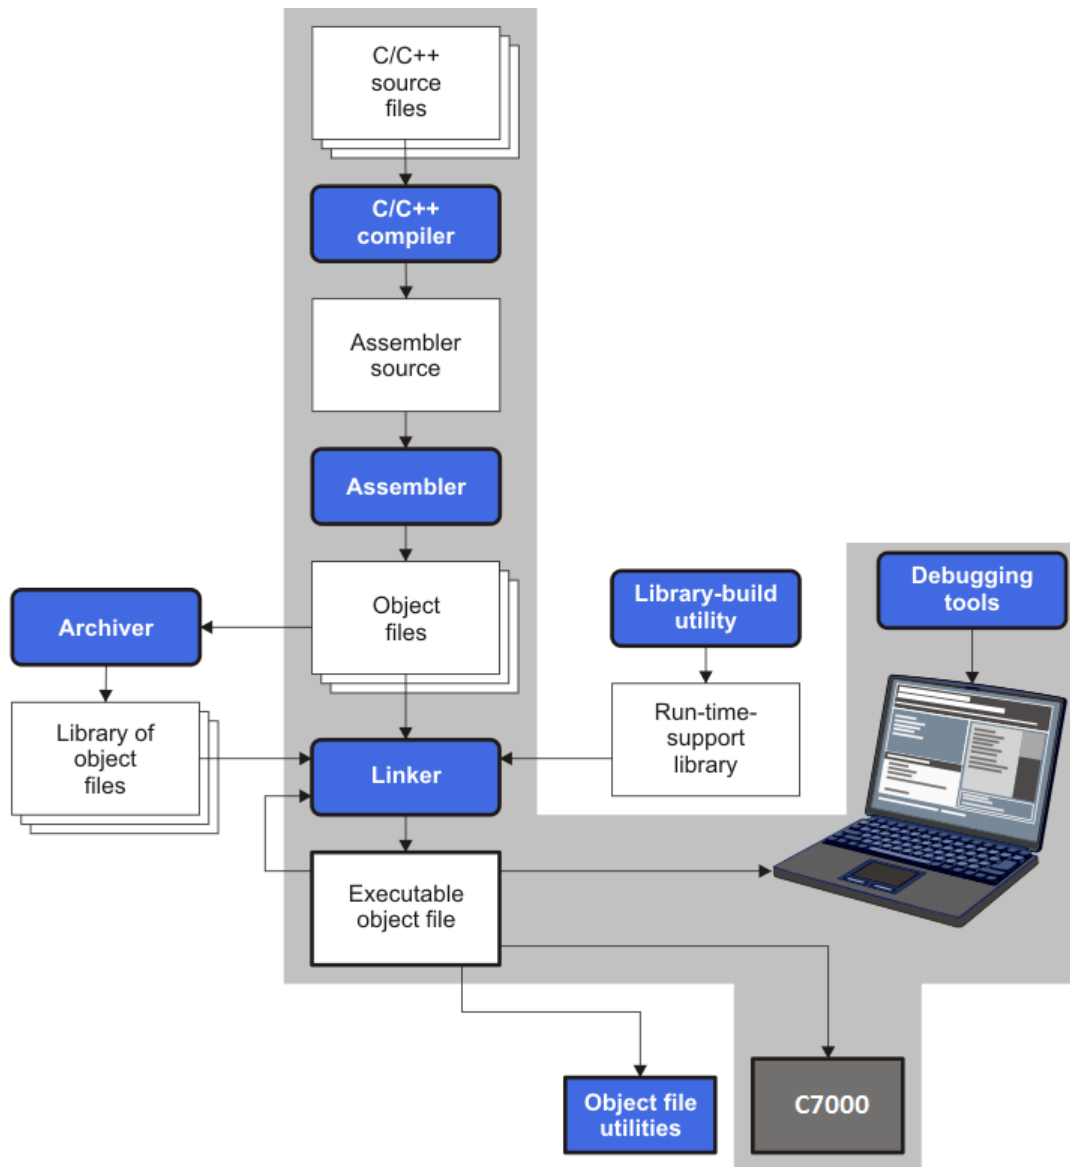 C/C++
source
files
C/C++
compiler
Assembler
source
Assembler
Object
files
Archiver
Library of
object
files
Library-build
utility
Run-time-
support
library
Debugging
tools
Linker
Executable
object file
Object file
utilities
C7000